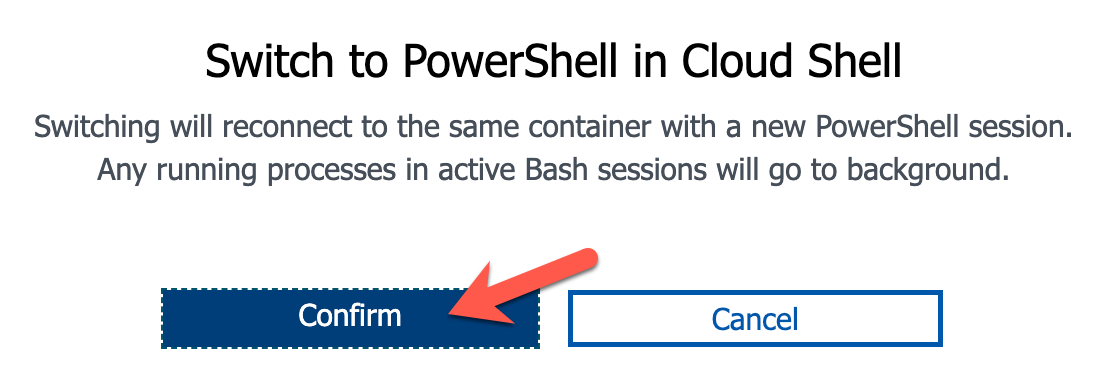 Switch to PowerShell in Cloud Shell
Switching will reconnect to the same container with a new PowerShell session.
Any running processes in active Bash sessions will go to background.
Confirm
Cancel